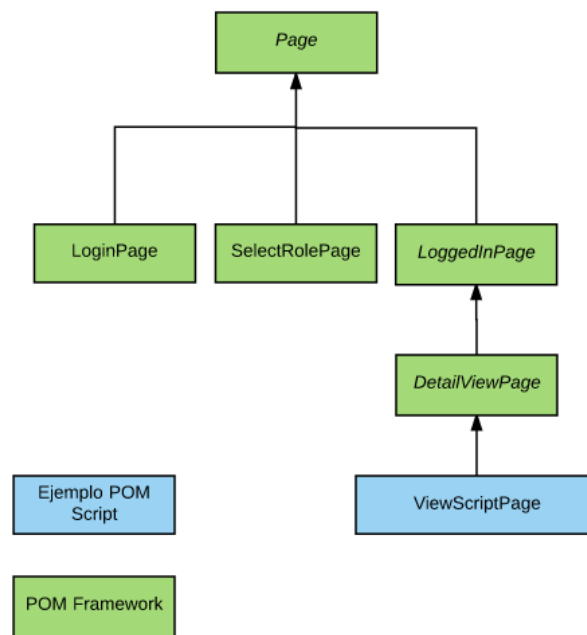 Page
LoginPage
SelectRolePage
LoggedInPage
DetailViewPage
Ejemplo POM
Script
ViewScriptPage
POM Framework